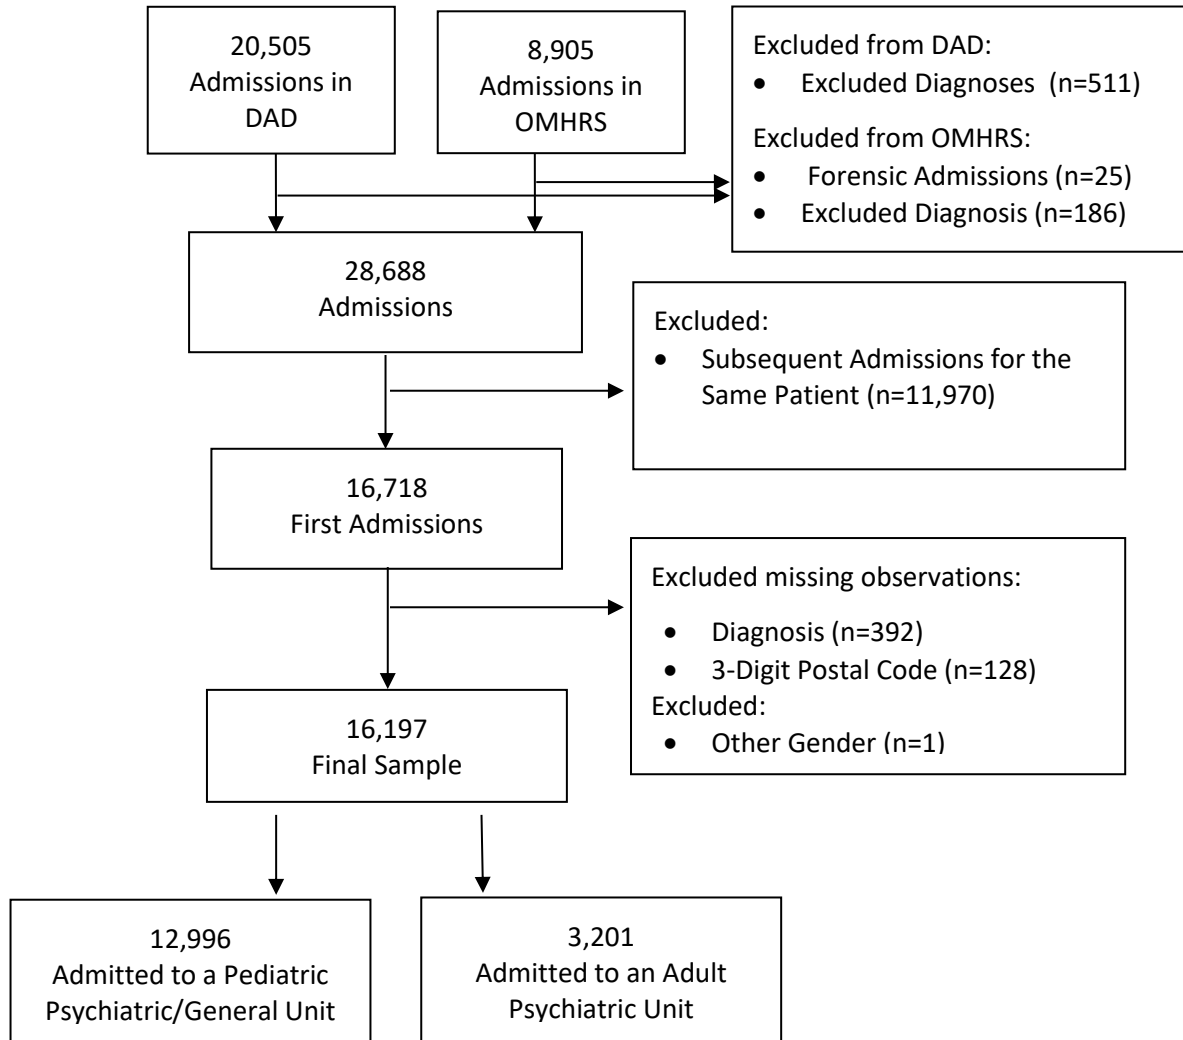 20,505
Admissions in
DAD
8,905
Admissions in
OMHRS
Excluded from DAD:
• Excluded Diagnoses (n=511)
Excluded from OMHRS:
• Forensic Admissions (n=25)
• Excluded Diagnosis (n=186)
28,688
Admissions
Excluded:
• Subsequent Admissions for the
Same Patient (n=11,970)
16,718
First Admissions
Excluded missing observations:
• Diagnosis (n=392)
• 3-Digit Postal Code (n=128)
Excluded:
• Other Gender (n=1)
16,197
Final Sample
12,996
Admitted to a Pediatric
Psychiatric/General Unit
3,201
Admitted to an Adult
Psychiatric Unit